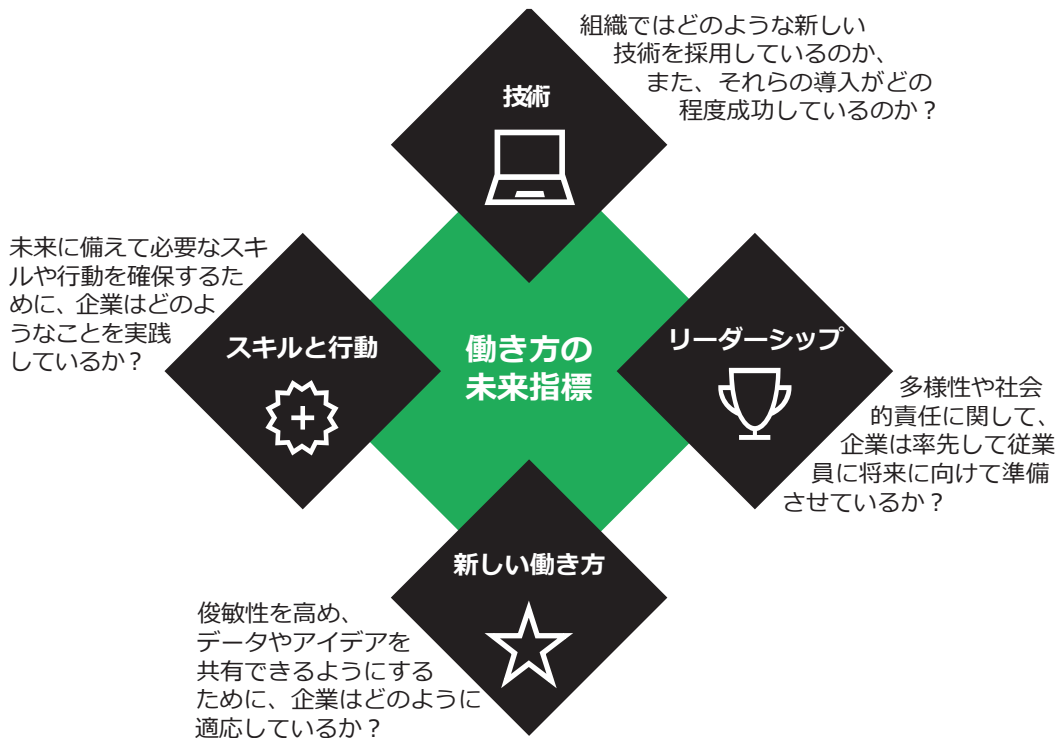 組織ではどのような新しい
技術を採用しているのか、
また、それらの導入がどの
程度成功しているのか?
技術
未来に備えて必要なスキ
ルや行動を確保するた
めに、企業はどのよ
うなことを実践
しているか?
スキルと行動
働き方の
未来指標
リーダーシップ
多様性や社会
的責任に関して、
企業は率先して従業
員に将来に向けて準備
させているか?
新しい働き方
俊敏性を高め、
データやアイデアを
共有できるようにする
ために、企業はどのように
適応しているか?